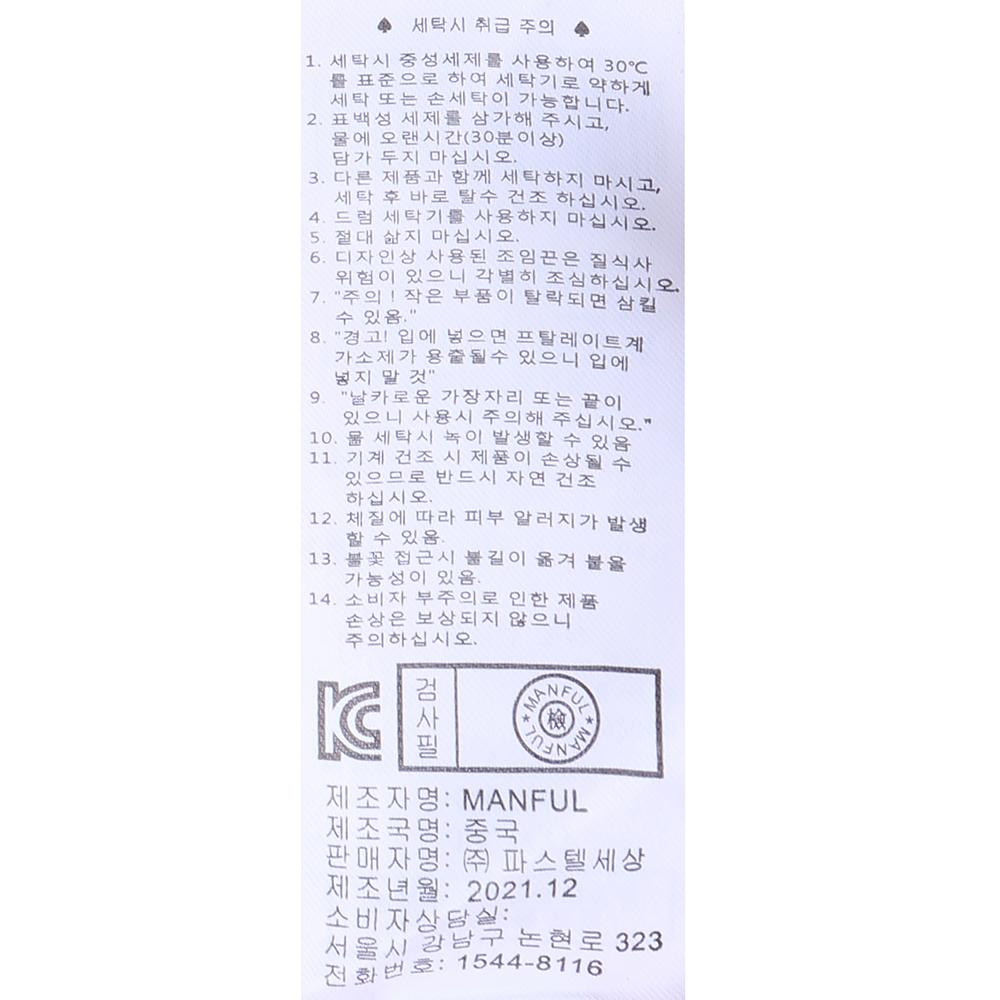 ♠ 세탁시 취급 주의 ♠
1. 세탁시 중성세제를 사용하여 30℃
를 표준으로 하여 세탁기로 약하게
세탁 또는 손세탁이 가능합니다.
2. 표백성 세제를 삼가해 주시고,
물에 오랜시간(30분이상)
담가 두지 마십시오.
3. 다른 제품과 함께 세탁하지 마시고,
세탁 후 바로 탈수 건조 하십시오.
4. 드럼 세탁기를 사용하지 마십시오.
5. 절대 삶지 마십시오.
6. 디자인상 사용된 조임끈은 질식사
위험이 있으니 각별히 조심하십시오.
7. "주의 ! 작은 부품이 탈락되면 삼킬
수 있음."
8. "경고! 입에 넣으면 프탈레이트계
가소제가 용출될수 있으니 입에
넣지 말 것"
9. "날카로운 가장자리 또는 끝이
있으니 사용시 주의해 주십시오."
10. 물 세탁시 녹이 발생할 수 있음
11. 기계 건조 시 제품이 손상될 수
있으므로 반드시 자연 건조
하십시오.
12. 체질에 따라 피부 알러지가 발생
할 수 있음.
13. 불꽃 접근시 불길이 옮겨 붙을
가능성이 있음.
14. 소비자 부주의로 인한 제품
손상은 보상되지 않으니
주의하십시오.
KC
검사필
MANFUL ★ MANFUL ★
檢
제조자명: MANFUL
제조국명: 중국
판매자명: ㈜ 파스텔세상
제조년월: 2021.12
소비자상담실:
서울시 강남구 논현로 323
전화번호: 1544-8116